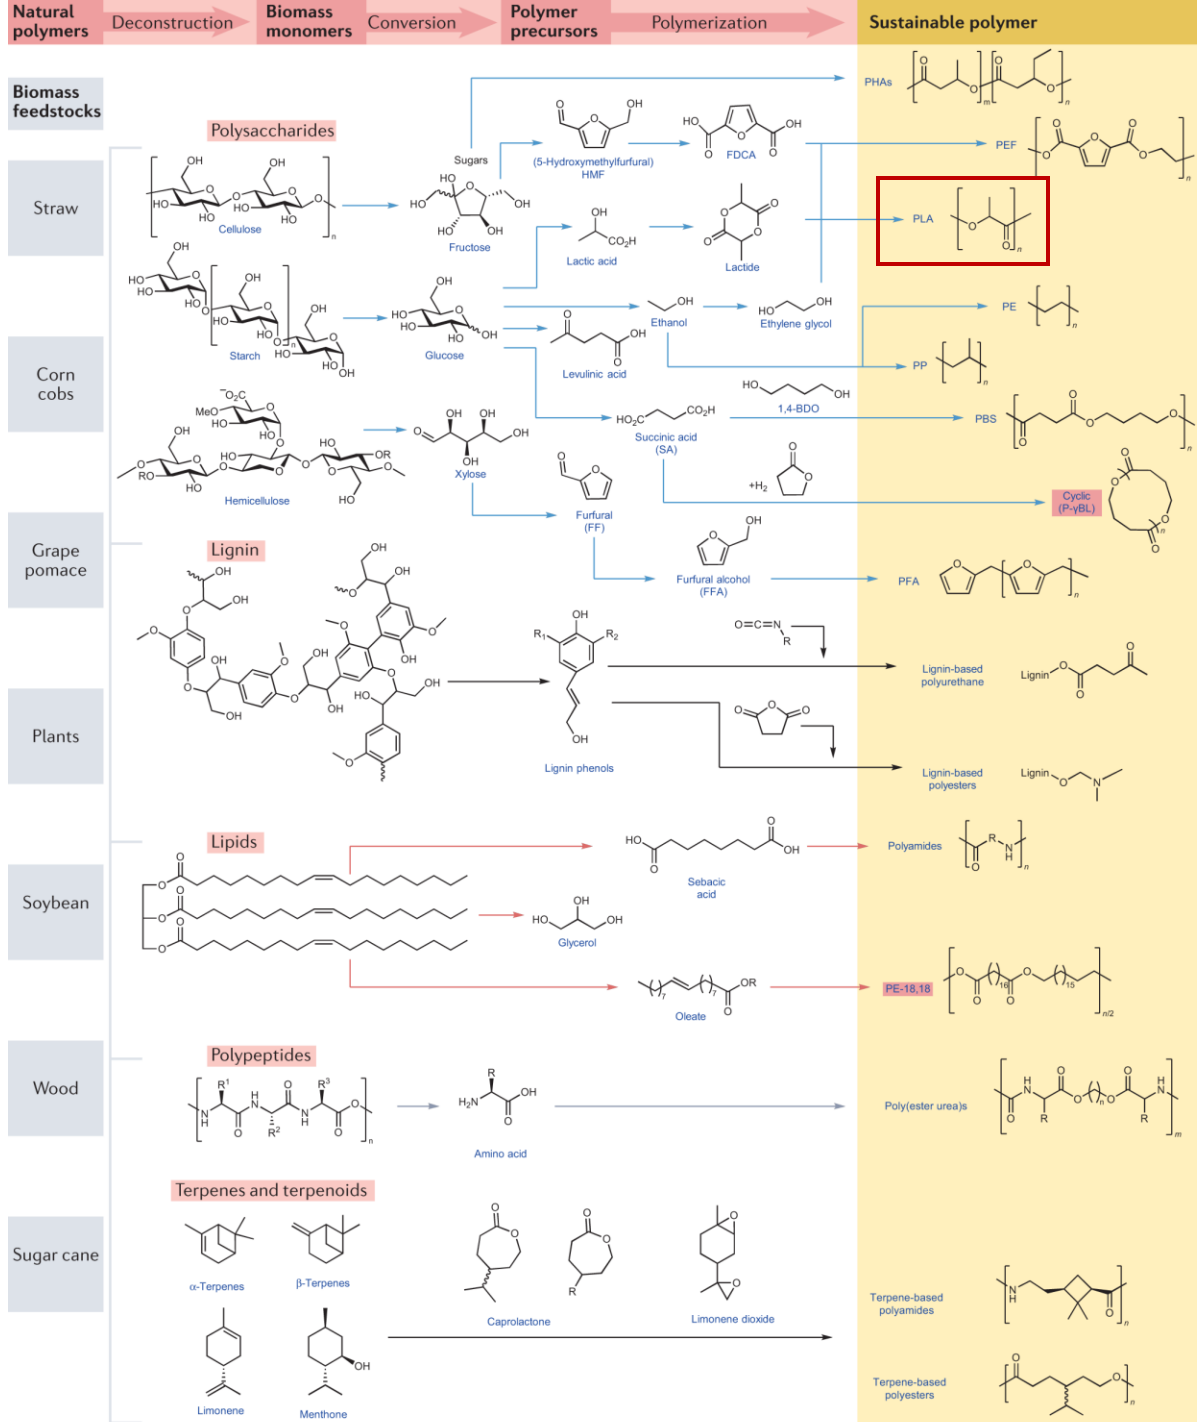 Natural polymers
Deconstruction
Biomass monomers
Conversion
Polymer precursors
Polymerization
Sustainable polymer
Biomass feedstocks
Straw
Corn cobs
Grape pomace
Plants
Soybean
Wood
Sugar cane
Polysaccharides
Cellulose
Starch
Hemicellulose
Sugars
Fructose
Glucose
Xylose
(5-Hydroxymethylfurfural)
HMF
FDCA
Lactic acid
Lactide
Ethanol
Ethylene glycol
Levulinic acid
1,4-BDO
Succinic acid
(SA)
+H₂
Furfural
(FF)
Furfural alcohol
(FFA)
PHAs
PEF
PLA
PE
PP
PBS
Cyclic
(P-γBL)
PFA
Lignin
Lignin phenols
Lignin-based
polyurethane
Lignin
Lignin-based
polyesters
Lignin
Lipids
Sebacic
acid
Glycerol
Oleate
Polyamides
PE-18,18
Polypeptides
Amino acid
Poly(ester urea)s
Terpenes and terpenoids
α-Terpenes
β-Terpenes
Limonene
Menthone
Caprolactone
Limonene dioxide
Terpene-based
polyamides
Terpene-based
polyesters